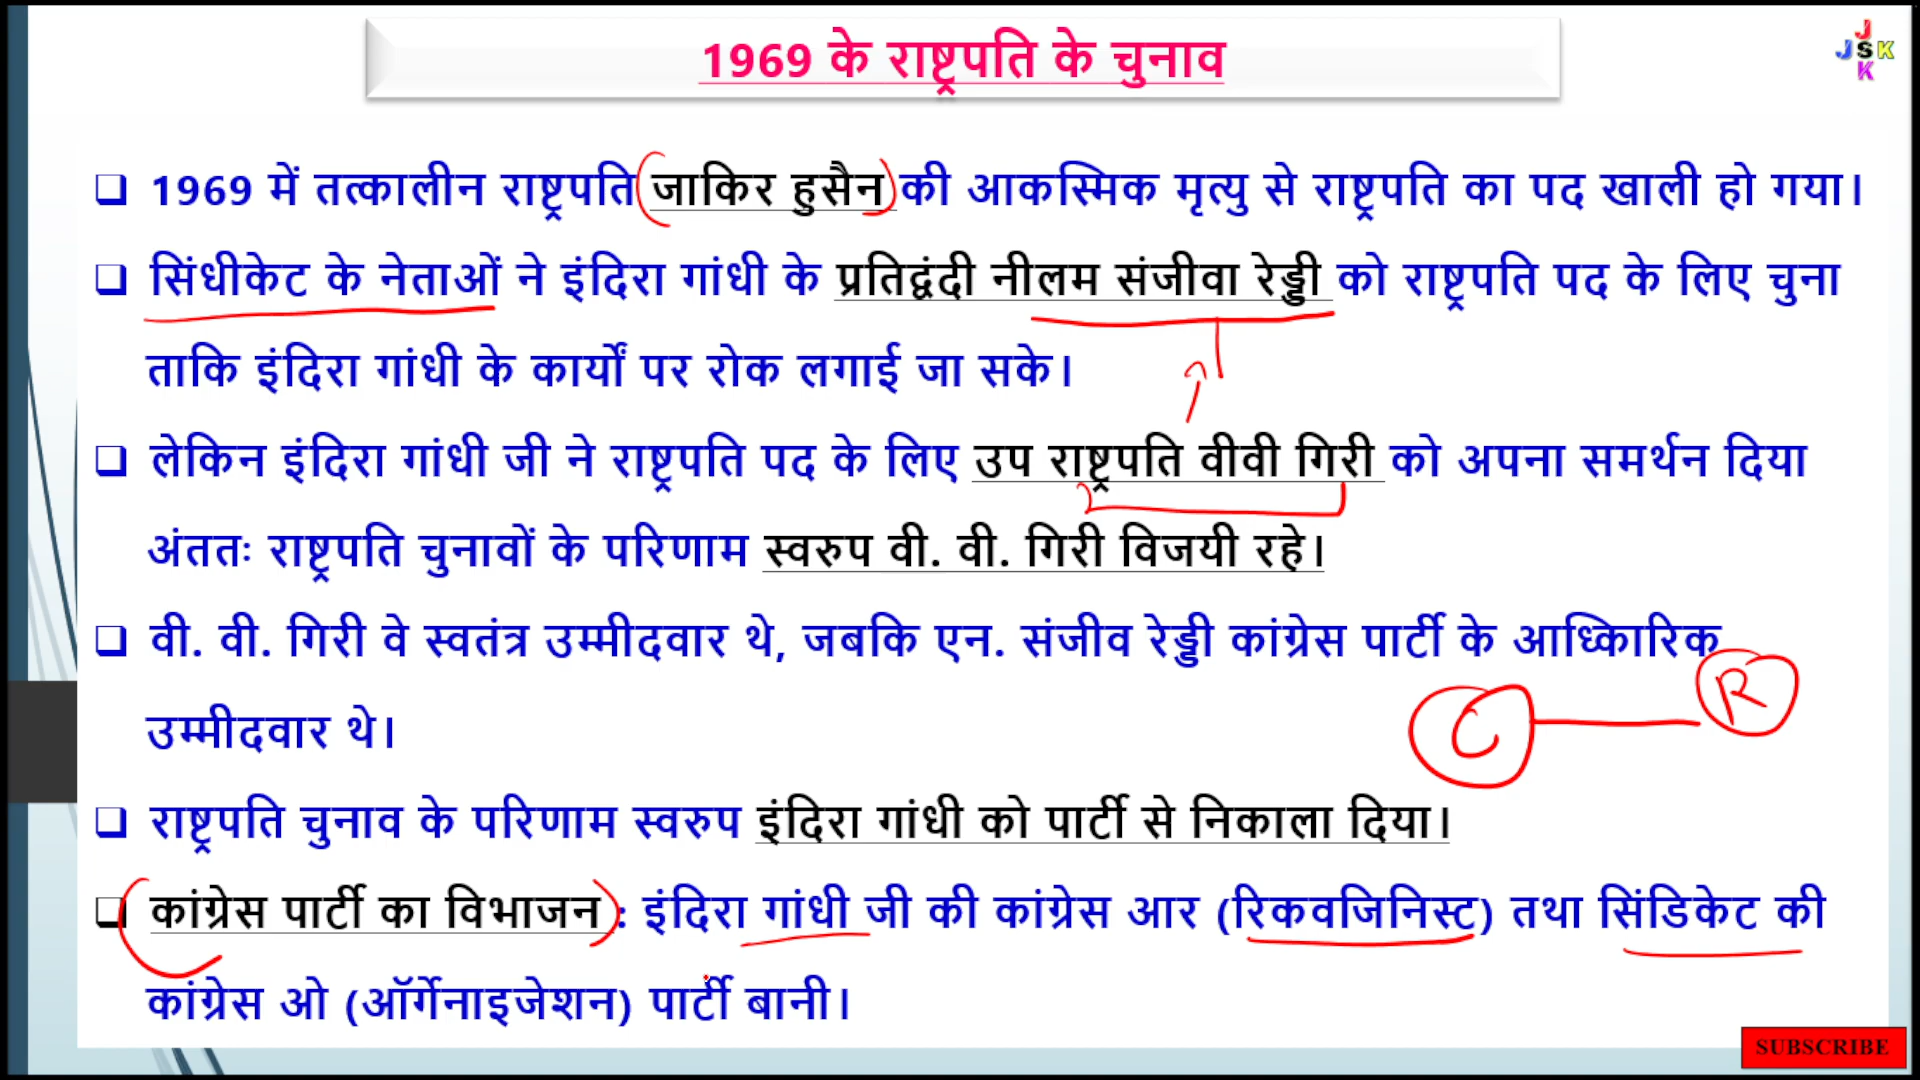 1969 के राष्ट्रपति के चुनाव
J
J S K
K
1969 में तत्कालीन राष्ट्रपति जाकिर हुसैन की आकस्मिक मृत्यु से राष्ट्रपति का पद खाली हो गया।
सिंधीकेट के नेताओं ने इंदिरा गांधी के प्रतिद्वंदी नीलम संजीवा रेड्डी को राष्ट्रपति पद के लिए चुना
ताकि इंदिरा गांधी के कार्यों पर रोक लगाई जा सके।
लेकिन इंदिरा गांधी जी ने राष्ट्रपति पद के लिए उप राष्ट्रपति वीवी गिरी को अपना समर्थन दिया
अंततः राष्ट्रपति चुनावों के परिणाम स्वरुप वी. वी. गिरी विजयी रहे।
वी. वी. गिरी वे स्वतंत्र उम्मीदवार थे, जबकि एन. संजीव रेड्डी कांग्रेस पार्टी के आध्किारिक
उम्मीदवार थे।
C R
राष्ट्रपति चुनाव के परिणाम स्वरुप इंदिरा गांधी को पार्टी से निकाला दिया।
कांग्रेस पार्टी का विभाजन : इंदिरा गांधी जी की कांग्रेस आर (रिकवजिनिस्ट) तथा सिंडिकेट की
कांग्रेस ओ (ऑर्गेनाइजेशन) पार्टी बानी।
SUBSCRIBE